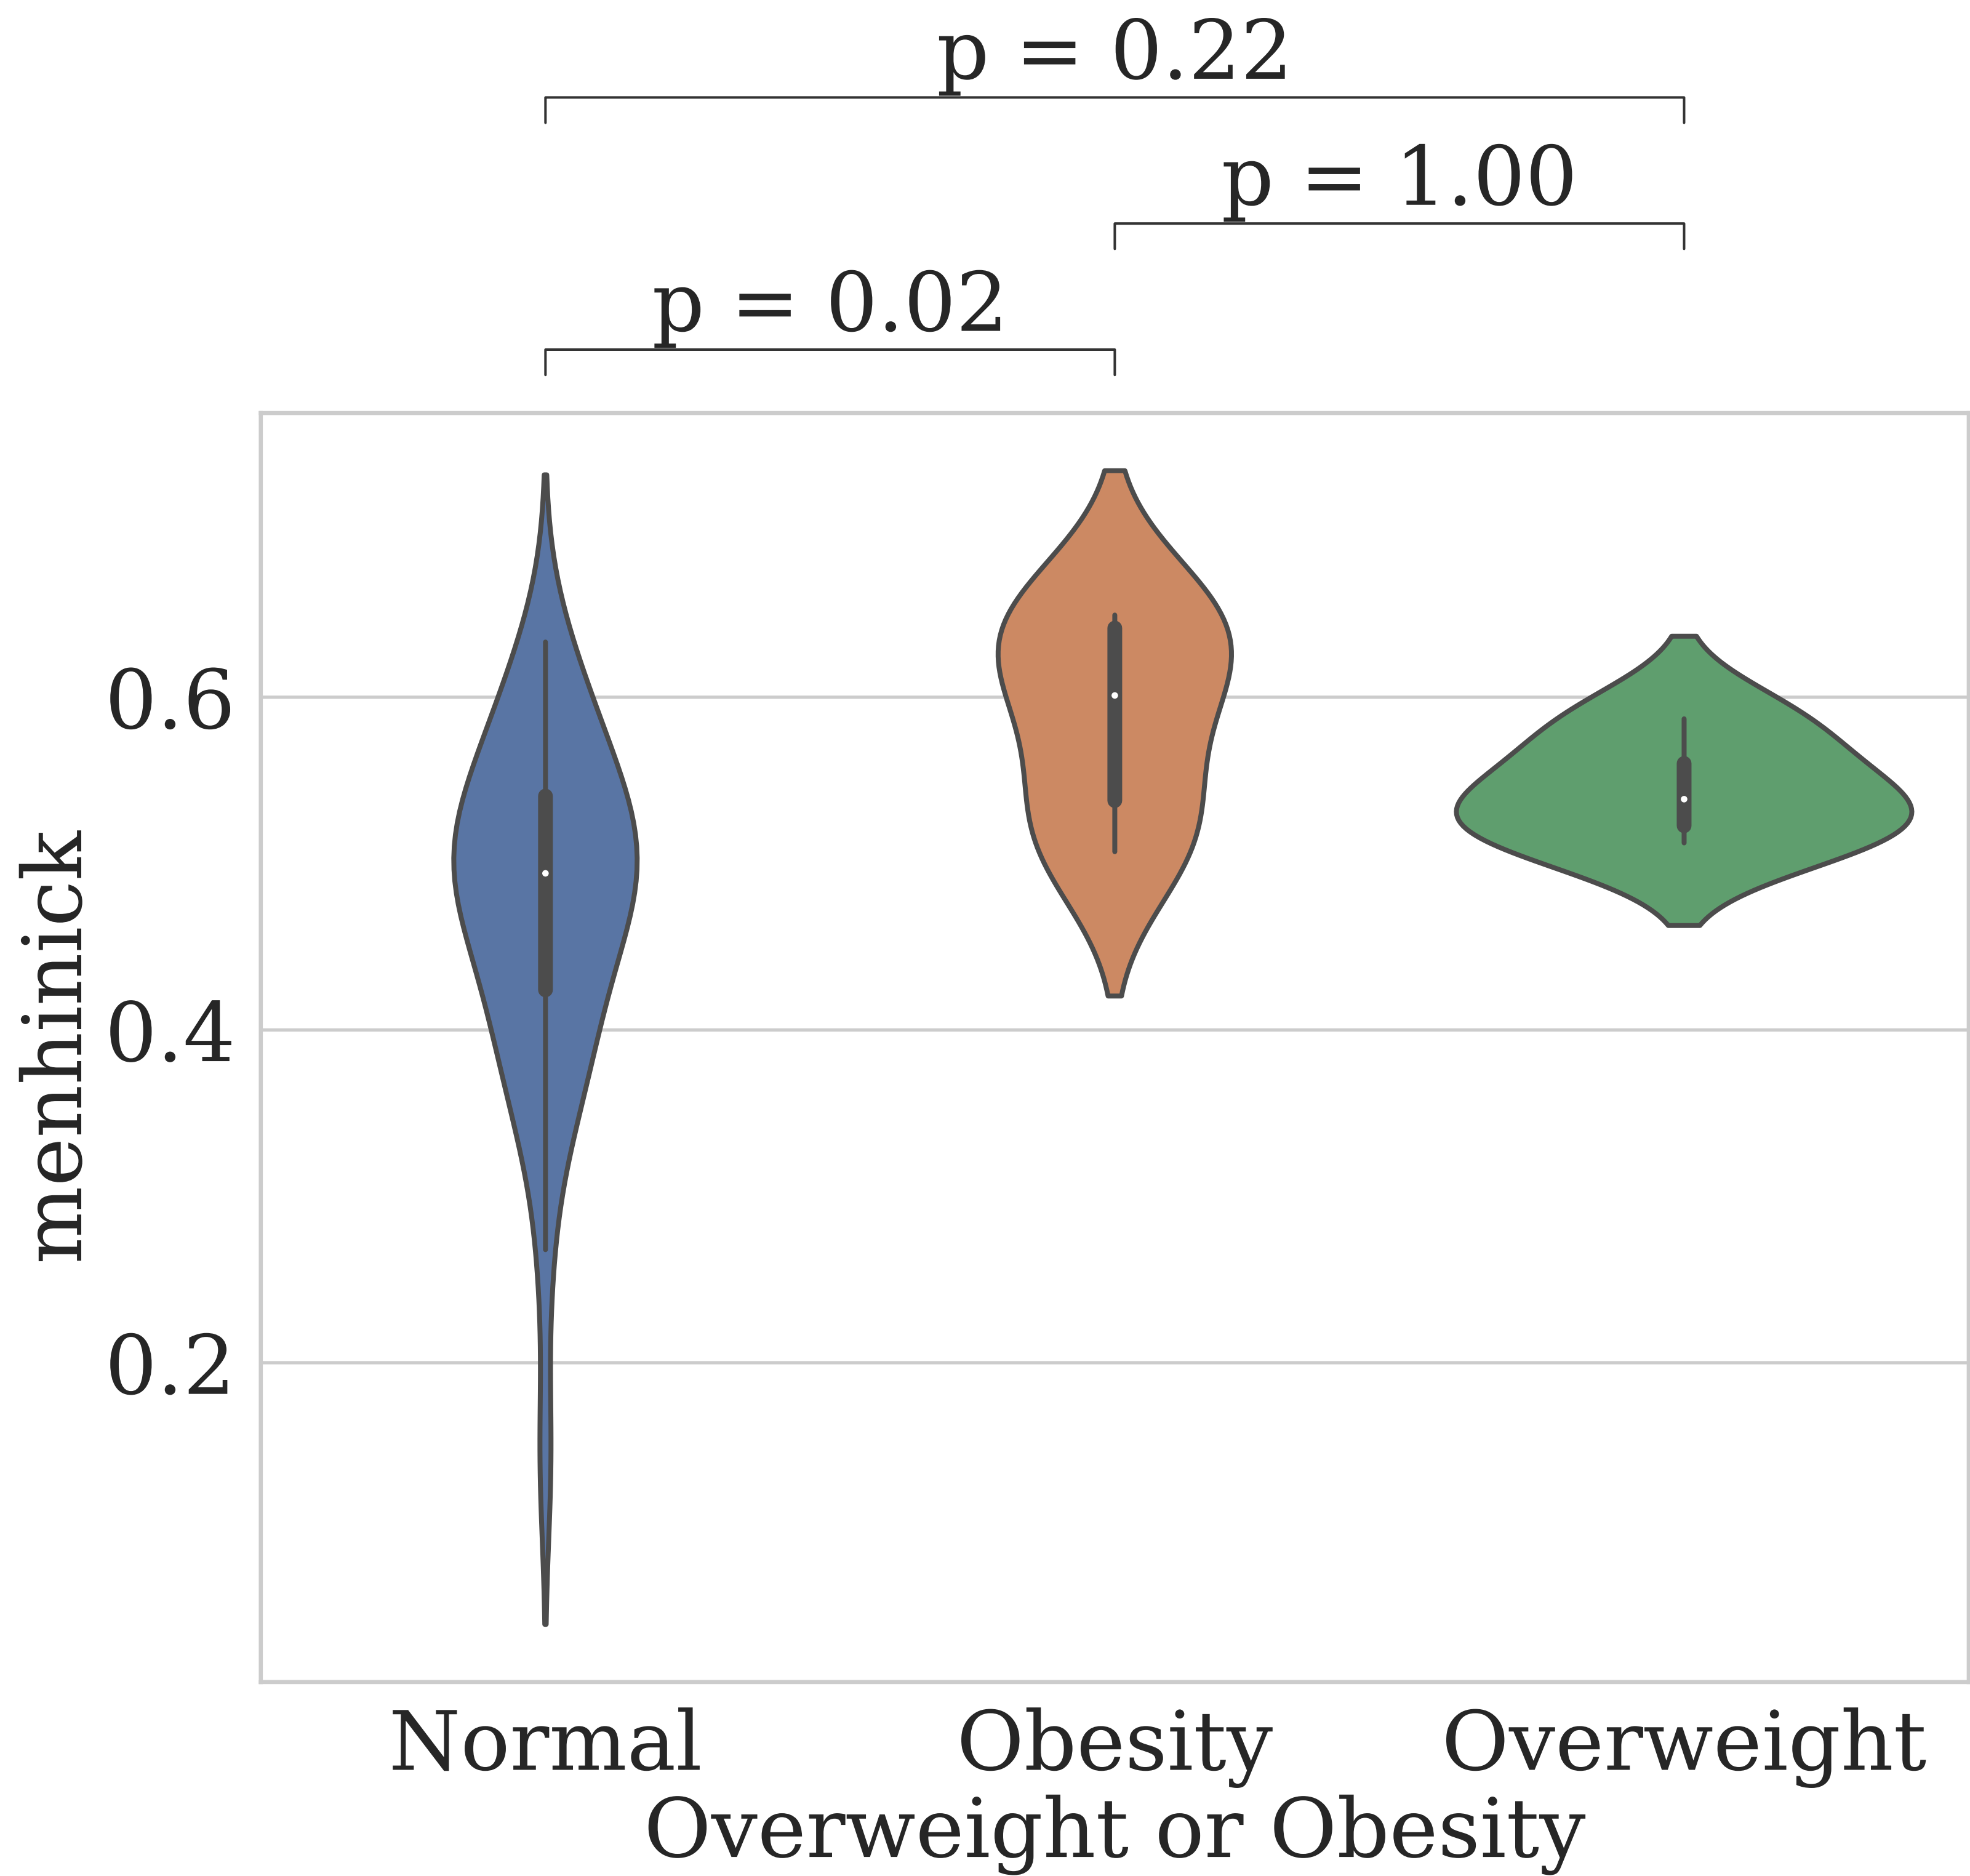 p = 0.22
p = 1.00
p = 0.02
0.6
0.4
0.2
menhinick
Normal Obesity Overweight
Overweight or Obesity